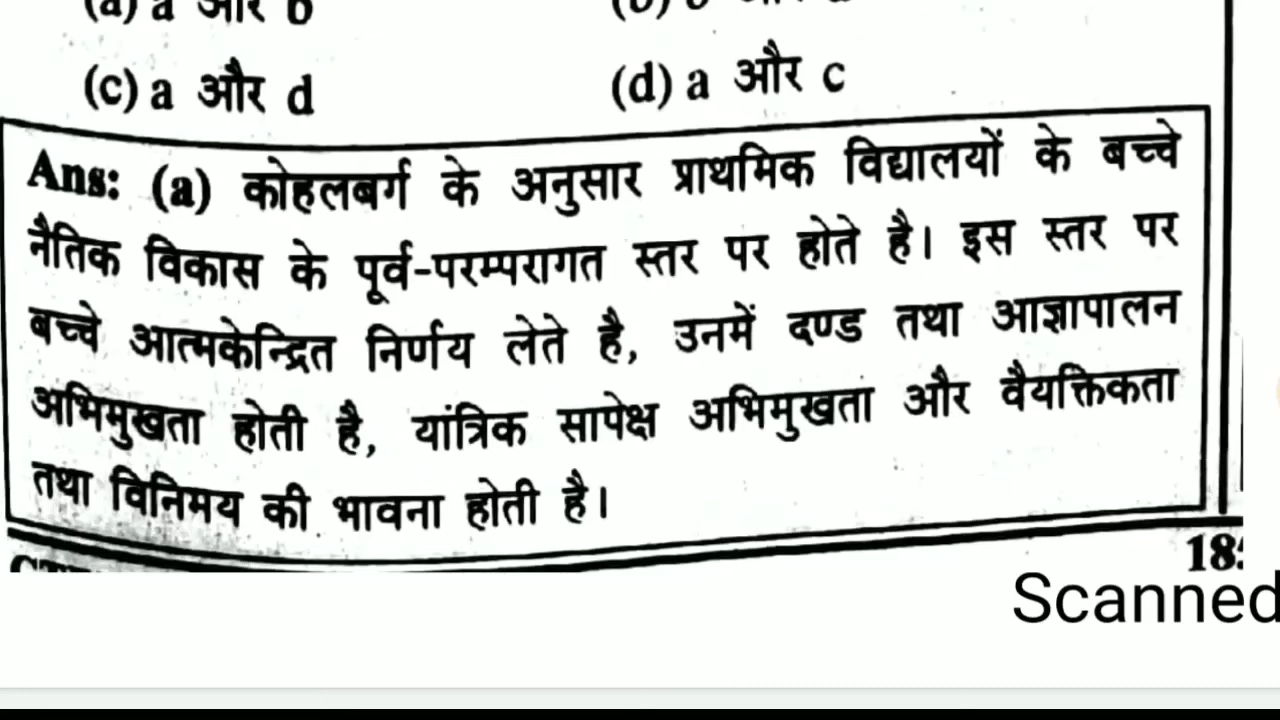 (a) a और b
(c) a और d (d) a और c
Ans: (a) कोहलबर्ग के अनुसार प्राथमिक विद्यालयों के बच्चे
नैतिक विकास के पूर्व-परम्परागत स्तर पर होते है। इस स्तर पर
बच्चे आत्मकेन्द्रित निर्णय लेते है, उनमें दण्ड तथा आज्ञापालन
अभिमुखता होती है, यांत्रिक सापेक्ष अभिमुखता और वैयक्तिकता
तथा विनिमय की भावना होती है।
Scanned